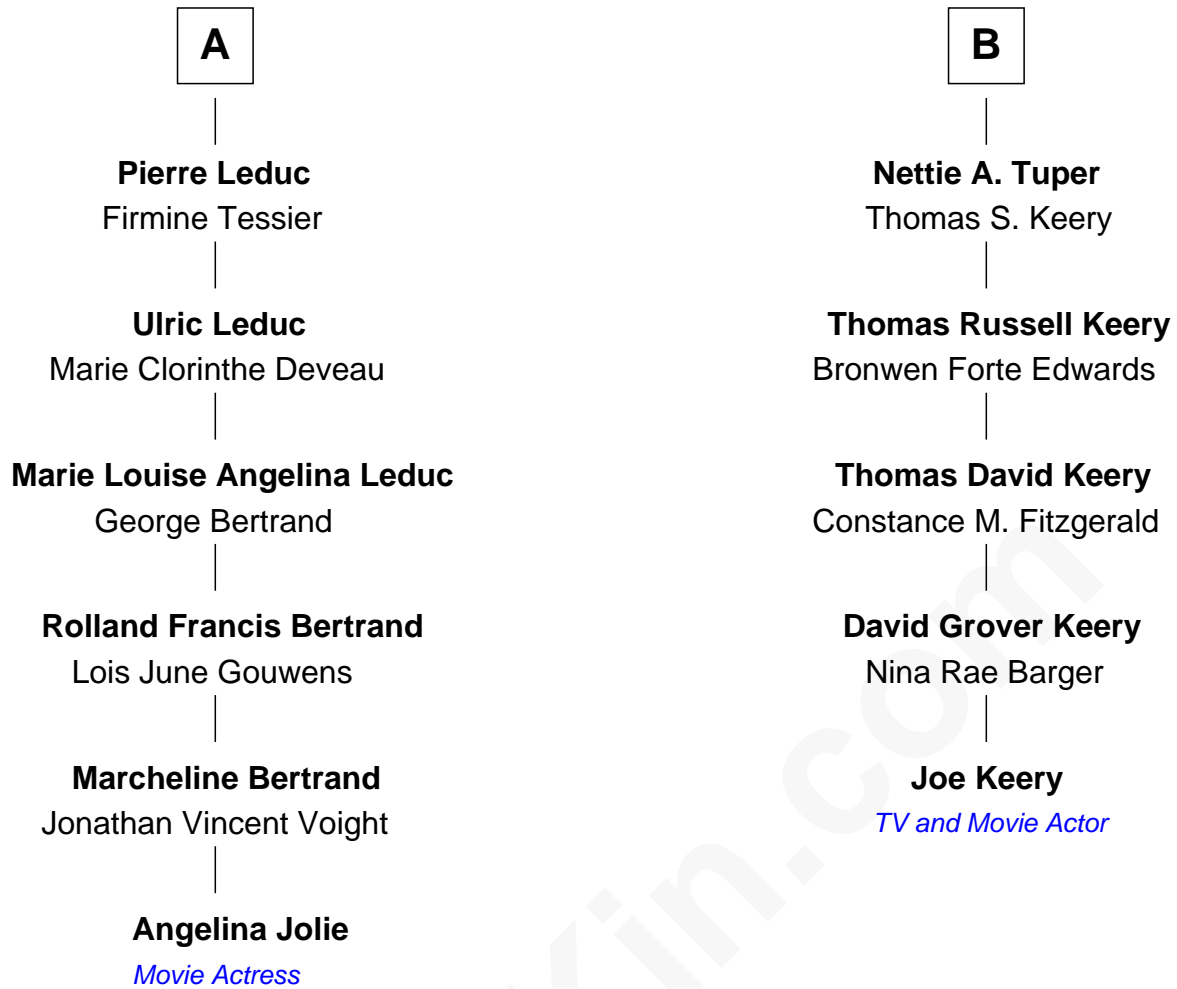 A
Pierre Leduc
Firmine Tessier
Ulric Leduc
Marie Clorinthe Deveau
Marie Louise Angelina Leduc
George Bertrand
Rolland Francis Bertrand
Lois June Gouwens
Marcheline Bertrand
Jonathan Vincent Voight
Angelina Jolie
Movie Actress
B
Nettie A. Tuper
Thomas S. Keery
Thomas Russell Keery
Bronwen Forte Edwards
Thomas David Keery
Constance M. Fitzgerald
David Grover Keery
Nina Rae Barger
Joe Keery
TV and Movie Actor
Kin.com